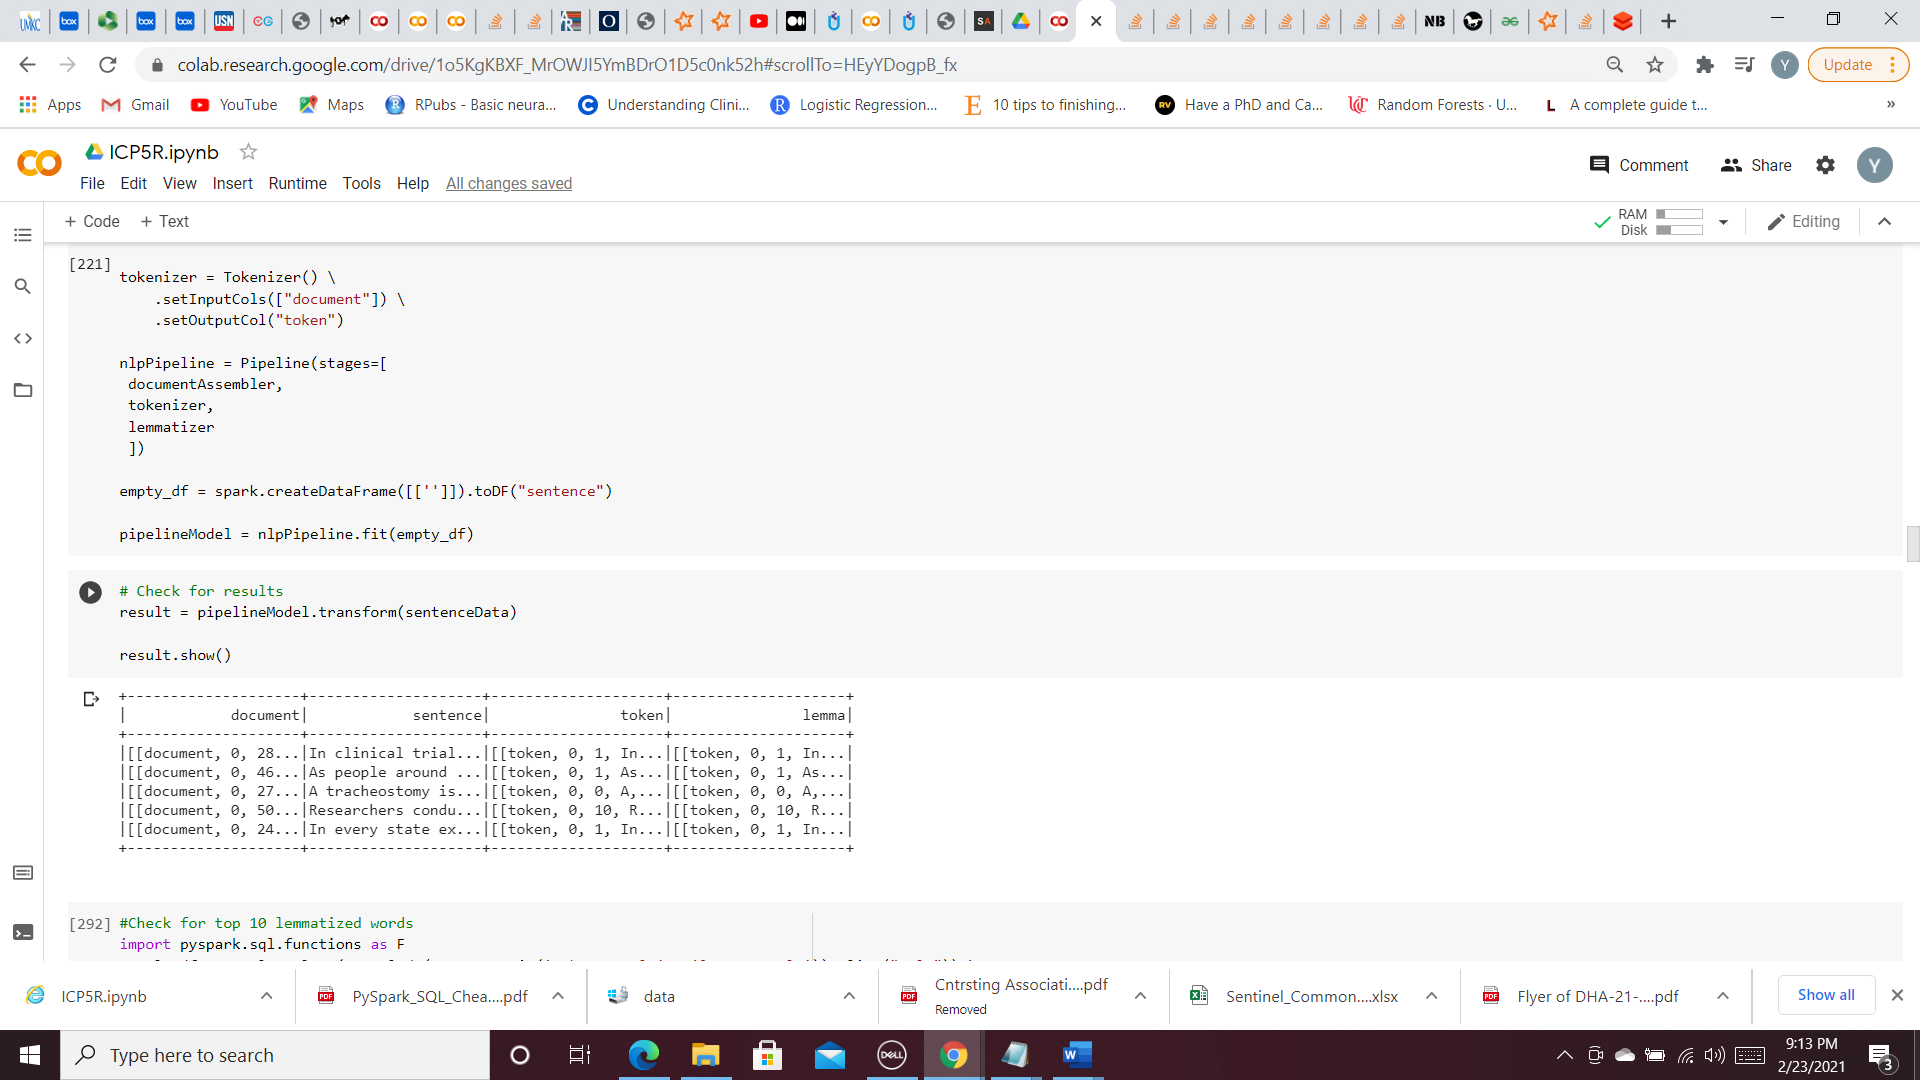 colab.research.google.com/drive/1o5KgKBXF_MrOWJI5YmBDrO1D5c0nk52h#scrollTo=HEyYDogpB_fx
Update
Apps Gmail YouTube Maps RPubs - Basic neura... Understanding Clini... Logistic Regression... 10 tips to finishing... Have a PhD and Ca... Random Forests · U... A complete guide t... »
ICP5R.ipynb
Comment Share Y
File Edit View Insert Runtime Tools Help All changes saved
+ Code + Text
RAM
Disk
Editing
[221]
tokenizer = Tokenizer() \
.setInputCols(["document"]) \
.setOutputCol("token")
nlpPipeline = Pipeline(stages=[
documentAssembler,
tokenizer,
lemmatizer
])
empty_df = spark.createDataFrame([['']]).toDF("sentence")
pipelineModel = nlpPipeline.fit(empty_df)
# Check for results
result = pipelineModel.transform(sentenceData)
result.show()
+--------------------+--------------------+--------------------+--------------------+
|            document|            sentence|               token|               lemma|
+--------------------+--------------------+--------------------+--------------------+
|[[document, 0, 28...|In clinical trial...|[[token, 0, 1, In...|[[token, 0, 1, In...|
|[[document, 0, 46...|As people around ...|[[token, 0, 1, As...|[[token, 0, 1, As...|
|[[document, 0, 27...|A tracheostomy is...|[[token, 0, 0, A,...|[[token, 0, 0, A,...|
|[[document, 0, 50...|Researchers condu...|[[token, 0, 10, R...|[[token, 0, 10, R...|
|[[document, 0, 24...|In every state ex...|[[token, 0, 1, In...|[[token, 0, 1, In...|
+--------------------+--------------------+--------------------+--------------------+
[292] #Check for top 10 lemmatized words
import pyspark.sql.functions as F
ICP5R.ipynb PySpark_SQL_Chea....pdf data Cntrsting Associati....pdf Sentinel_Common....xlsx Flyer of DHA-21-....pdf Show all
Removed
Type here to search
9:13 PM
2/23/2021
3